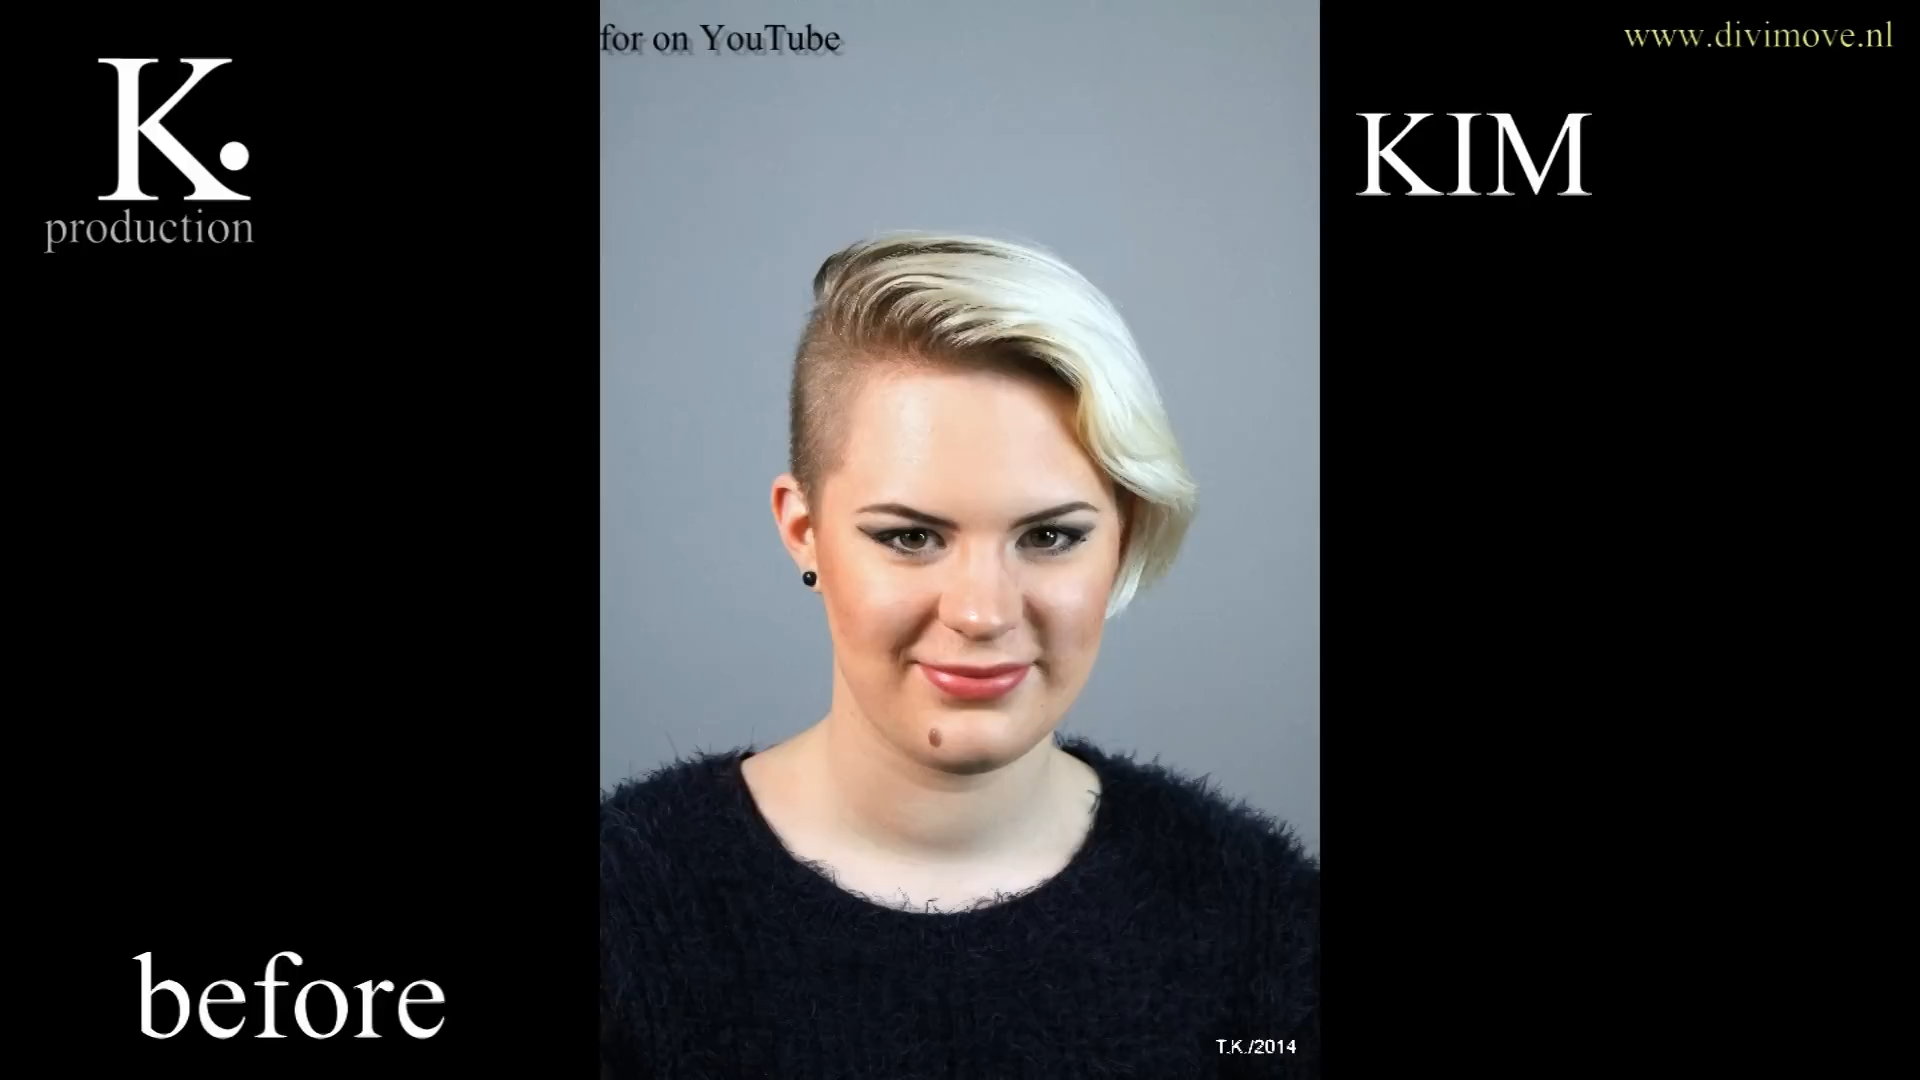 for on YouTube
www.divimove.nl
K.
production
KIM
before
T.K./2014